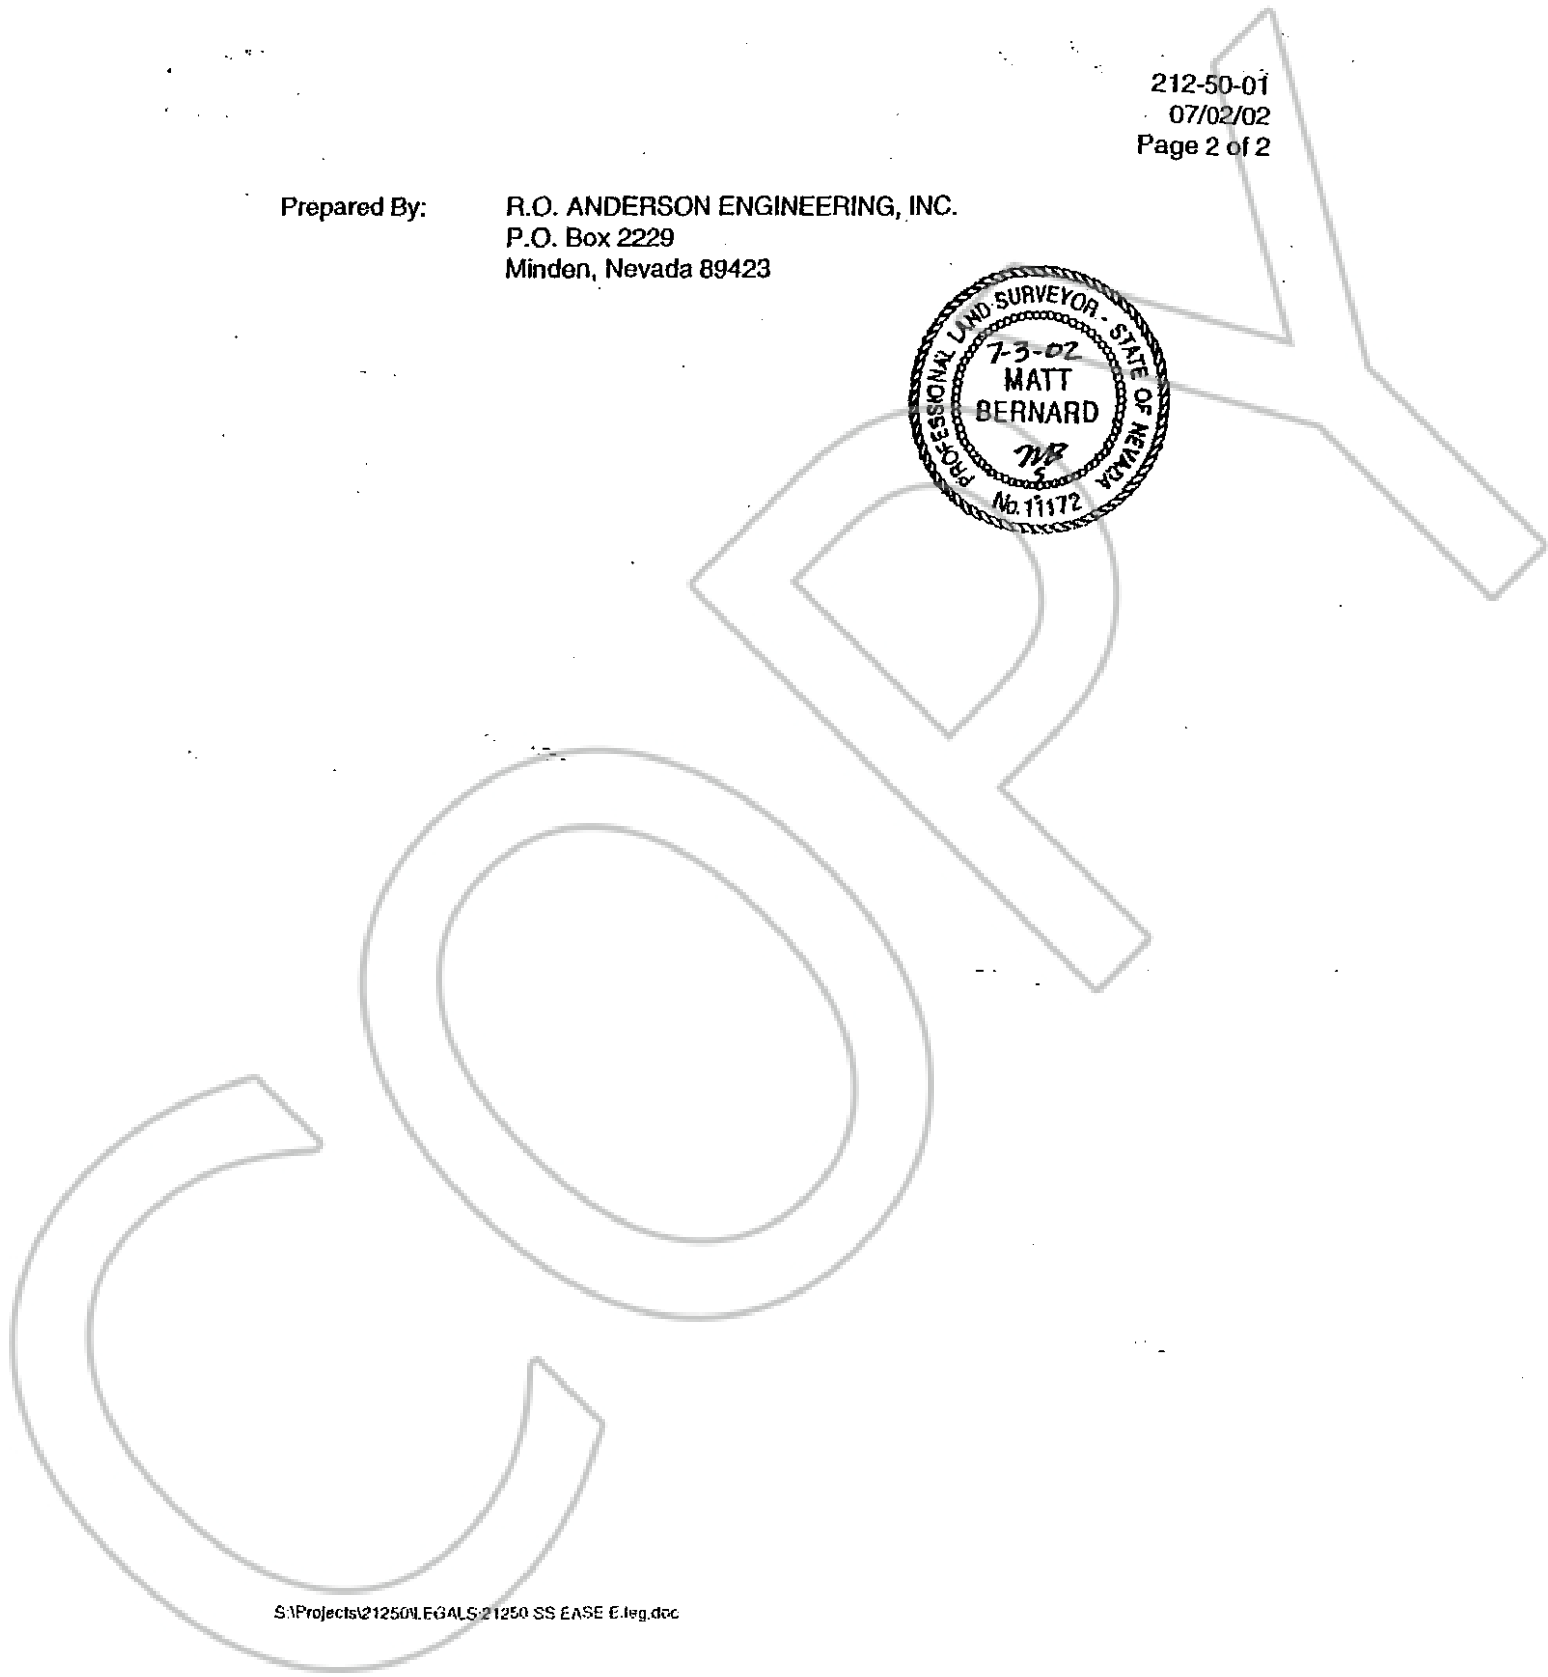 212-50-01
07/02/02
Page 2 of 2
Prepared By: R.O. ANDERSON ENGINEERING, INC.
P.O. Box 2229
Minden, Nevada 89423
PROFESSIONAL LAND SURVEYOR - STATE OF NEVADA
7-3-02
MATT
BERNARD
MB
No. 11172
COPY
S:\Projects\21250\LEGALS\21250 SS EASE E.leg.doc